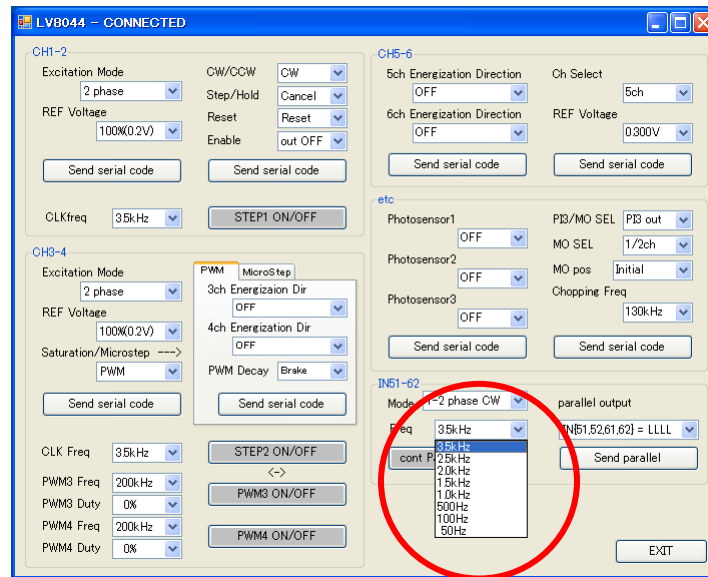 LV8044 – CONNECTED
CH1-2
Excitation Mode
2 phase
REF Voltage
100%(0.2V)
Send serial code
CW/CCW CW
Step/Hold Cancel
Reset Reset
Enable out OFF
Send serial code
CLKfreq 3.5kHz
STEP1 ON/OFF
CH3-4
Excitation Mode
2 phase
REF Voltage
100%(0.2V)
Saturation/Microstep --->
PWM
Send serial code
PWM MicroStep
3ch Energizaion Dir
OFF
4ch Energization Dir
OFF
PWM Decay Brake
Send serial code
CLK Freq 3.5kHz
PWM3 Freq 200kHz
PWM3 Duty 0%
PWM4 Freq 200kHz
PWM4 Duty 0%
STEP2 ON/OFF
<->
PWM3 ON/OFF
PWM4 ON/OFF
CH5-6
5ch Energization Direction
OFF
6ch Energization Direction
OFF
Send serial code
Ch Select
5ch
REF Voltage
0.300V
Send serial code
etc
Photosensor1
OFF
Photosensor2
OFF
Photosensor3
OFF
Send serial code
PI3/MO SEL PI3 out
MO SEL 1/2ch
MO pos Initial
Chopping Freq
130kHz
Send serial code
IN51-62
Mode 1-2 phase CW
Freq 3.5kHz
3.5kHz
2.5kHz
2.0kHz
1.5kHz
1.0kHz
500Hz
100Hz
50Hz
cont
parallel output
IN{51,52,61,62} = LLLL
Send parallel
EXIT